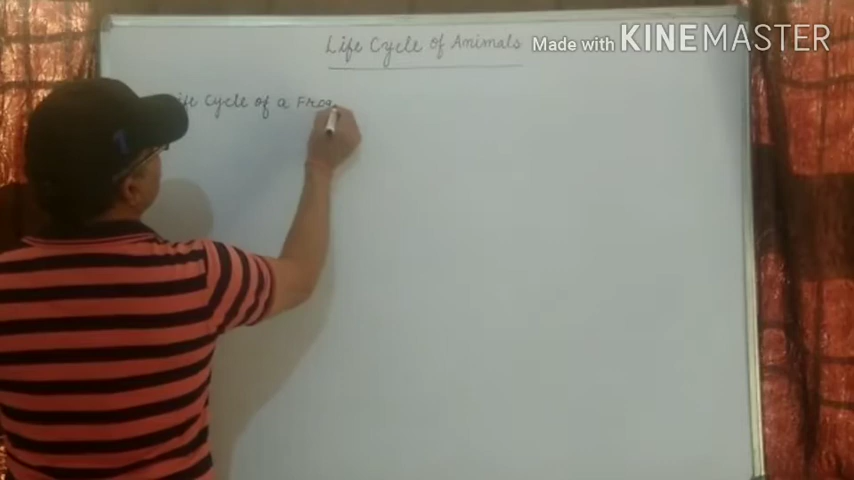 Life Cycle of Animals
Made with KINEMASTER
Cycle of a Frog